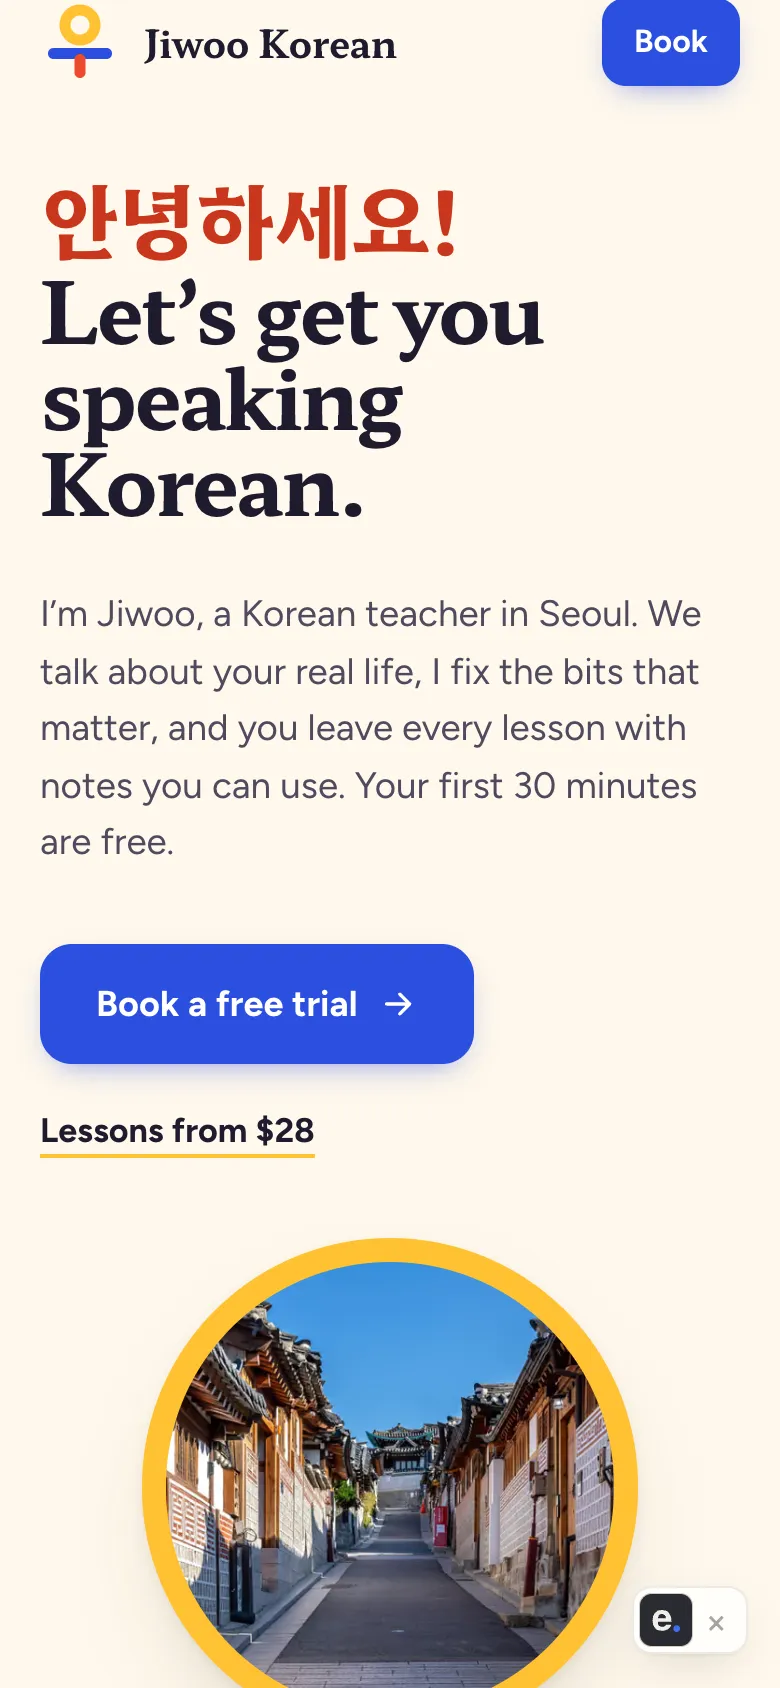 Jiwoo Korean
Book
안녕하세요!
Let’s get you
speaking
Korean.
I’m Jiwoo, a Korean teacher in Seoul. We
talk about your real life, I fix the bits that
matter, and you leave every lesson with
notes you can use. Your first 30 minutes
are free.
Book a free trial →
Lessons from $28
e.
×